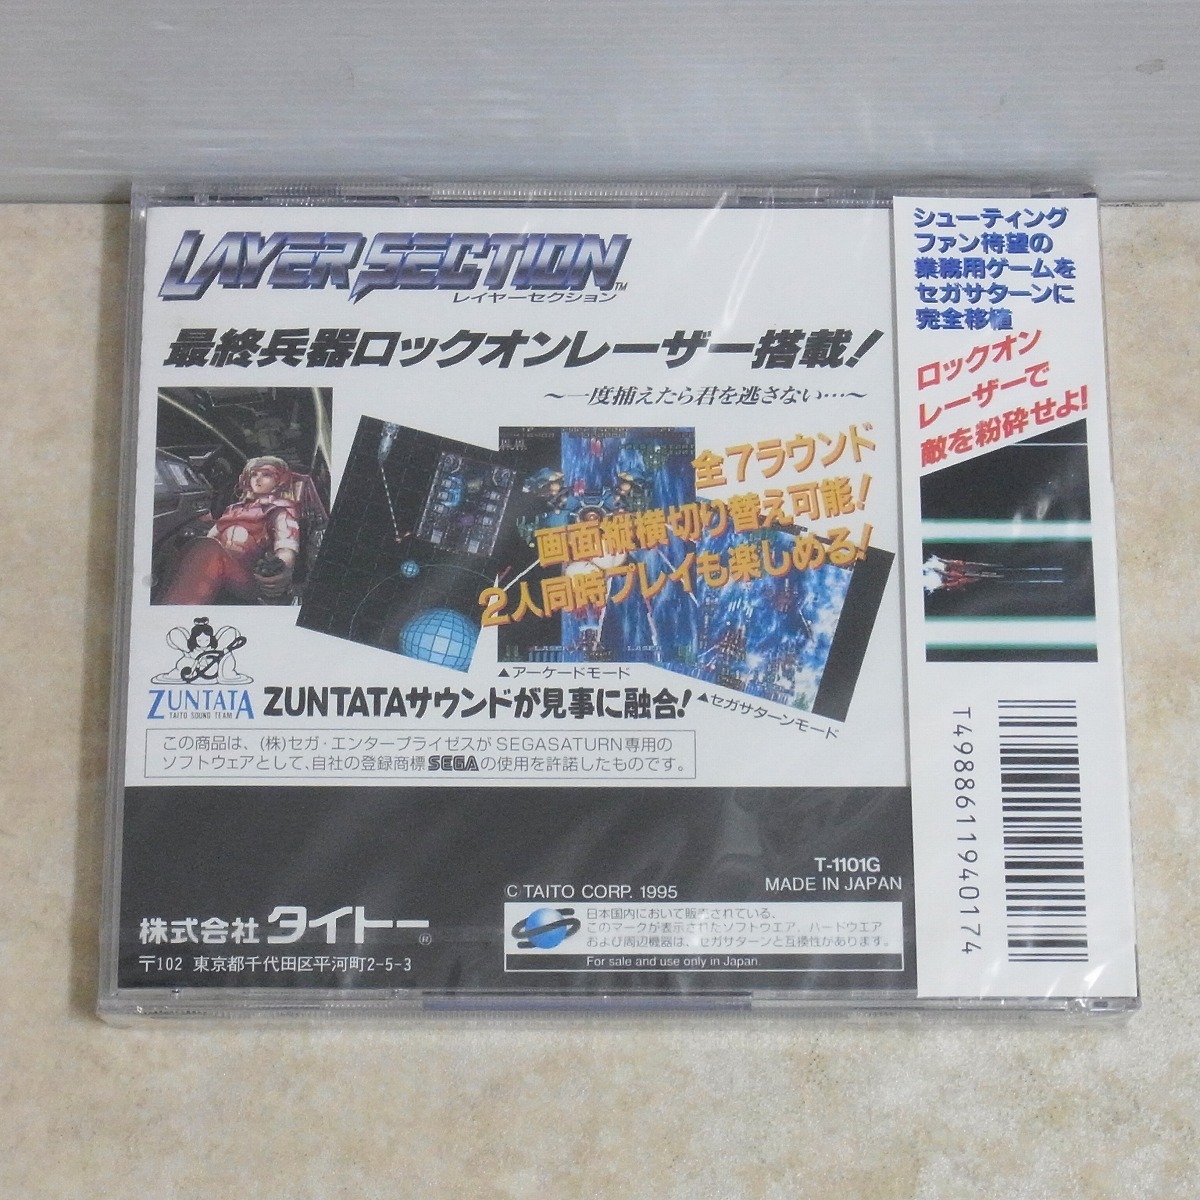 LAYER SECTION™
レイヤーセクション
最終兵器ロックオンレーザー搭載!
〜一度捕えたら君を逃さない…〜
全7ラウンド
画面縦横切り替え可能!
2人同時プレイも楽しめる!
▲アーケードモード
▲セガサターンモード
ZUNTATA
TAITO SOUND TEAM
ZUNTATAサウンドが見事に融合!
この商品は、(株)セガ・エンタープライゼスがSEGASATURN専用の
ソフトウェアとして、自社の登録商標SEGAの使用を許諾したものです。
T-1101G
MADE IN JAPAN
© TAITO CORP. 1995
日本国内において販売されている、
このマークが表示されたソフトウエア、ハードウエア
および周辺機器は、セガサターンと互換性があります。
For sale and use only in Japan.
株式会社タイトー®
〒102 東京都千代田区平河町2-5-3
シューティング
ファン待望の
業務用ゲームを
セガサターンに
完全移植
ロックオン
レーザーで
敵を粉砕せよ!
T4988611940174